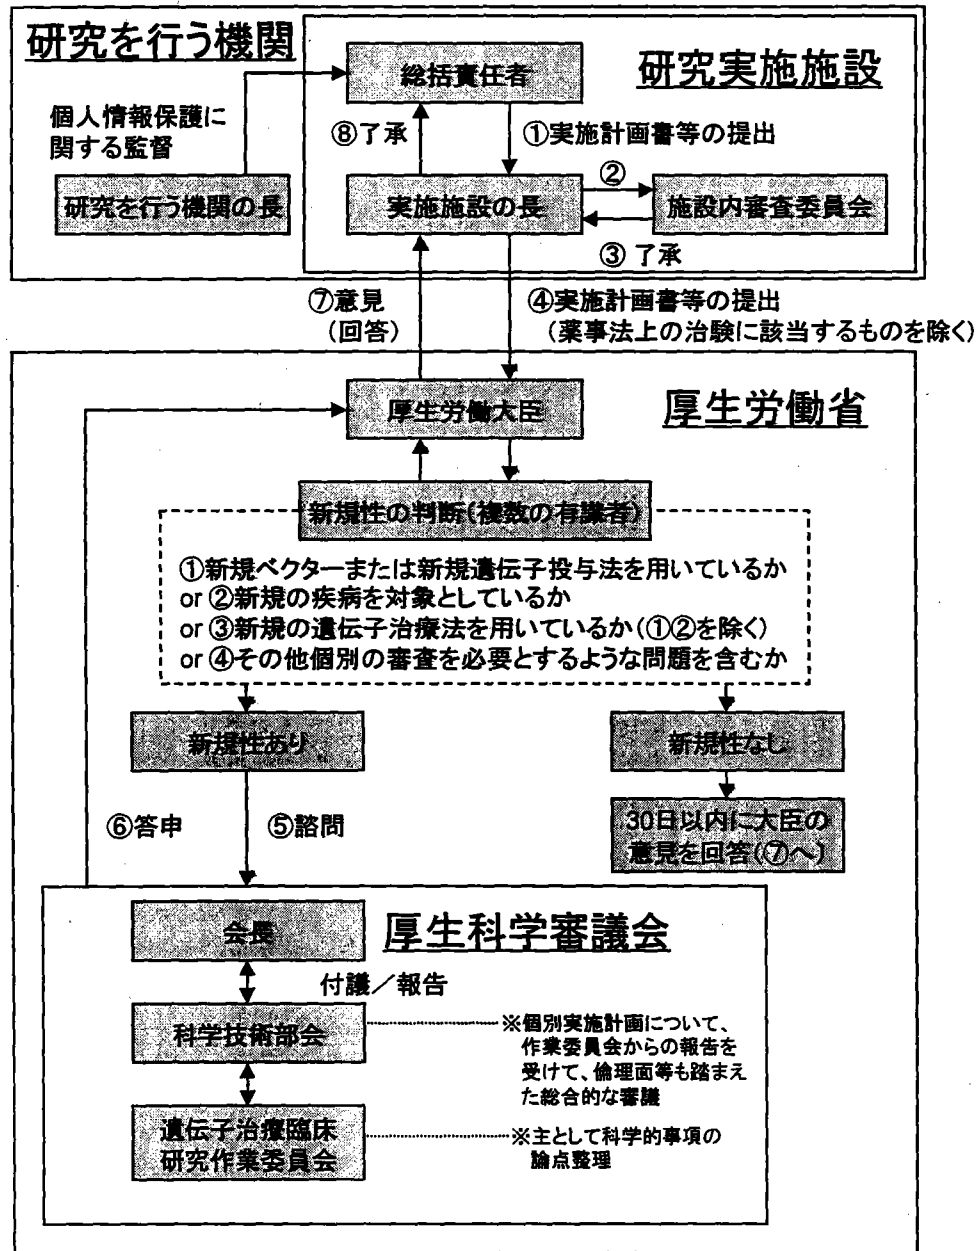 研究を行う機関
研究実施施設
総括責任者
個人情報保護に
関する監督
⑧了承
①実施計画書等の提出
研究を行う機関の長
実施施設の長
②
施設内審査委員会
③ 了承
⑦意見
(回答)
④実施計画書等の提出
(薬事法上の治験に該当するものを除く)
厚生労働大臣
厚生労働省
新規性の判断(複数の有識者)
①新規ベクターまたは新規遺伝子投与法を用いているか
or ②新規の疾病を対象としているか
or ③新規の遺伝子治療法を用いているか(①②を除く)
or ④その他個別の審査を必要とするような問題を含むか
新規性あり
新規性なし
⑥答申
⑤諮問
30日以内に大臣の
意見を回答(⑦へ)
会長
厚生科学審議会
付議/報告
科学技術部会
※個別実施計画について、
作業委員会からの報告を
受けて、倫理面等も踏まえ
た総合的な審議
遺伝子治療臨床
研究作業委員会
※主として科学的事項の
論点整理